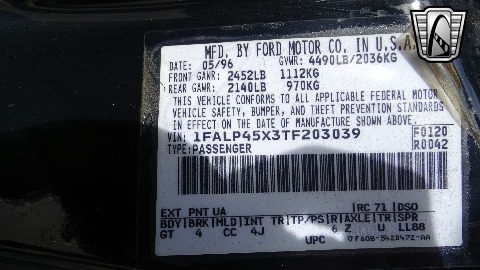 MFD. BY FORD MOTOR CO. IN U.S.A.
DATE: 05/96 GVWR: 4490LB/2036KG
FRONT GAWR: 2452LB 1112KG
REAR GAWR: 2140LB 970KG
THIS VEHICLE CONFORMS TO ALL APPLICABLE FEDERAL MOTOR
VEHICLE SAFETY, BUMPER, AND THEFT PREVENTION STANDARDS
IN EFFECT ON THE DATE OF MANUFACTURE SHOWN ABOVE.
VIN: 1FALP45X3TF203039 F0120
TYPE: PASSENGER R0042
EXT PNT UA RC 71 DSO
BDY BRK MLD INT TR TP/PS R AXLE TR SPR
GT 4 CC 4J 6 Z U LL88
UPC F6DB-5420472-AA